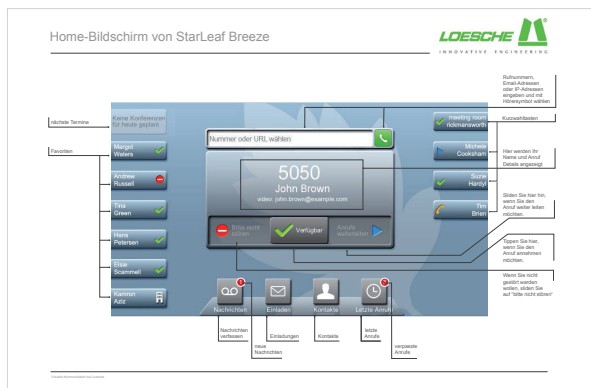 Home-Bildschirm von StarLeaf Breeze
LOESCHE
INNOVATIVE ENGINEERING
Rufnummern,
Email-Adressen
oder IP-Adressen
eingeben und mit
Hörersymbol wählen
nächste Termine
Keine Konferenzen
für heute geplant
Nummer oder URL wählen
meeting room
rickmansworth
Kurzwahltasten
Favoriten
Margot
Waters
Michele
Cooksham
Hier werden Ihr
Name und Anruf
Details angezeigt
5050
John Brown
video: john.brown@example.com
Andrew
Russell
Suzie
Hardyl
Tina
Green
Tim
Brien
Sliden Sie hier hin,
wenn Sie den
Anruf weiter leiten
möchten.
Bitte nicht
stören
Verfügbar
Anrufe
weiterleiten
Hans
Petersen
Tippen Sie hier,
wenn Sie den
Anruf annehmen
möchten.
Elsie
Scammell
Wenn Sie nicht
gestört werden
wollen, sliden Sie
auf "bitte nicht stören"
Kamron
Aziz
Nachrichten
Einladen
Kontakte
Letzte Anrufe
Nachrichten
verfassen
Einladungen
Kontakte
letzte
Anrufe
neue
Nachrichten
verpasste
Anrufe